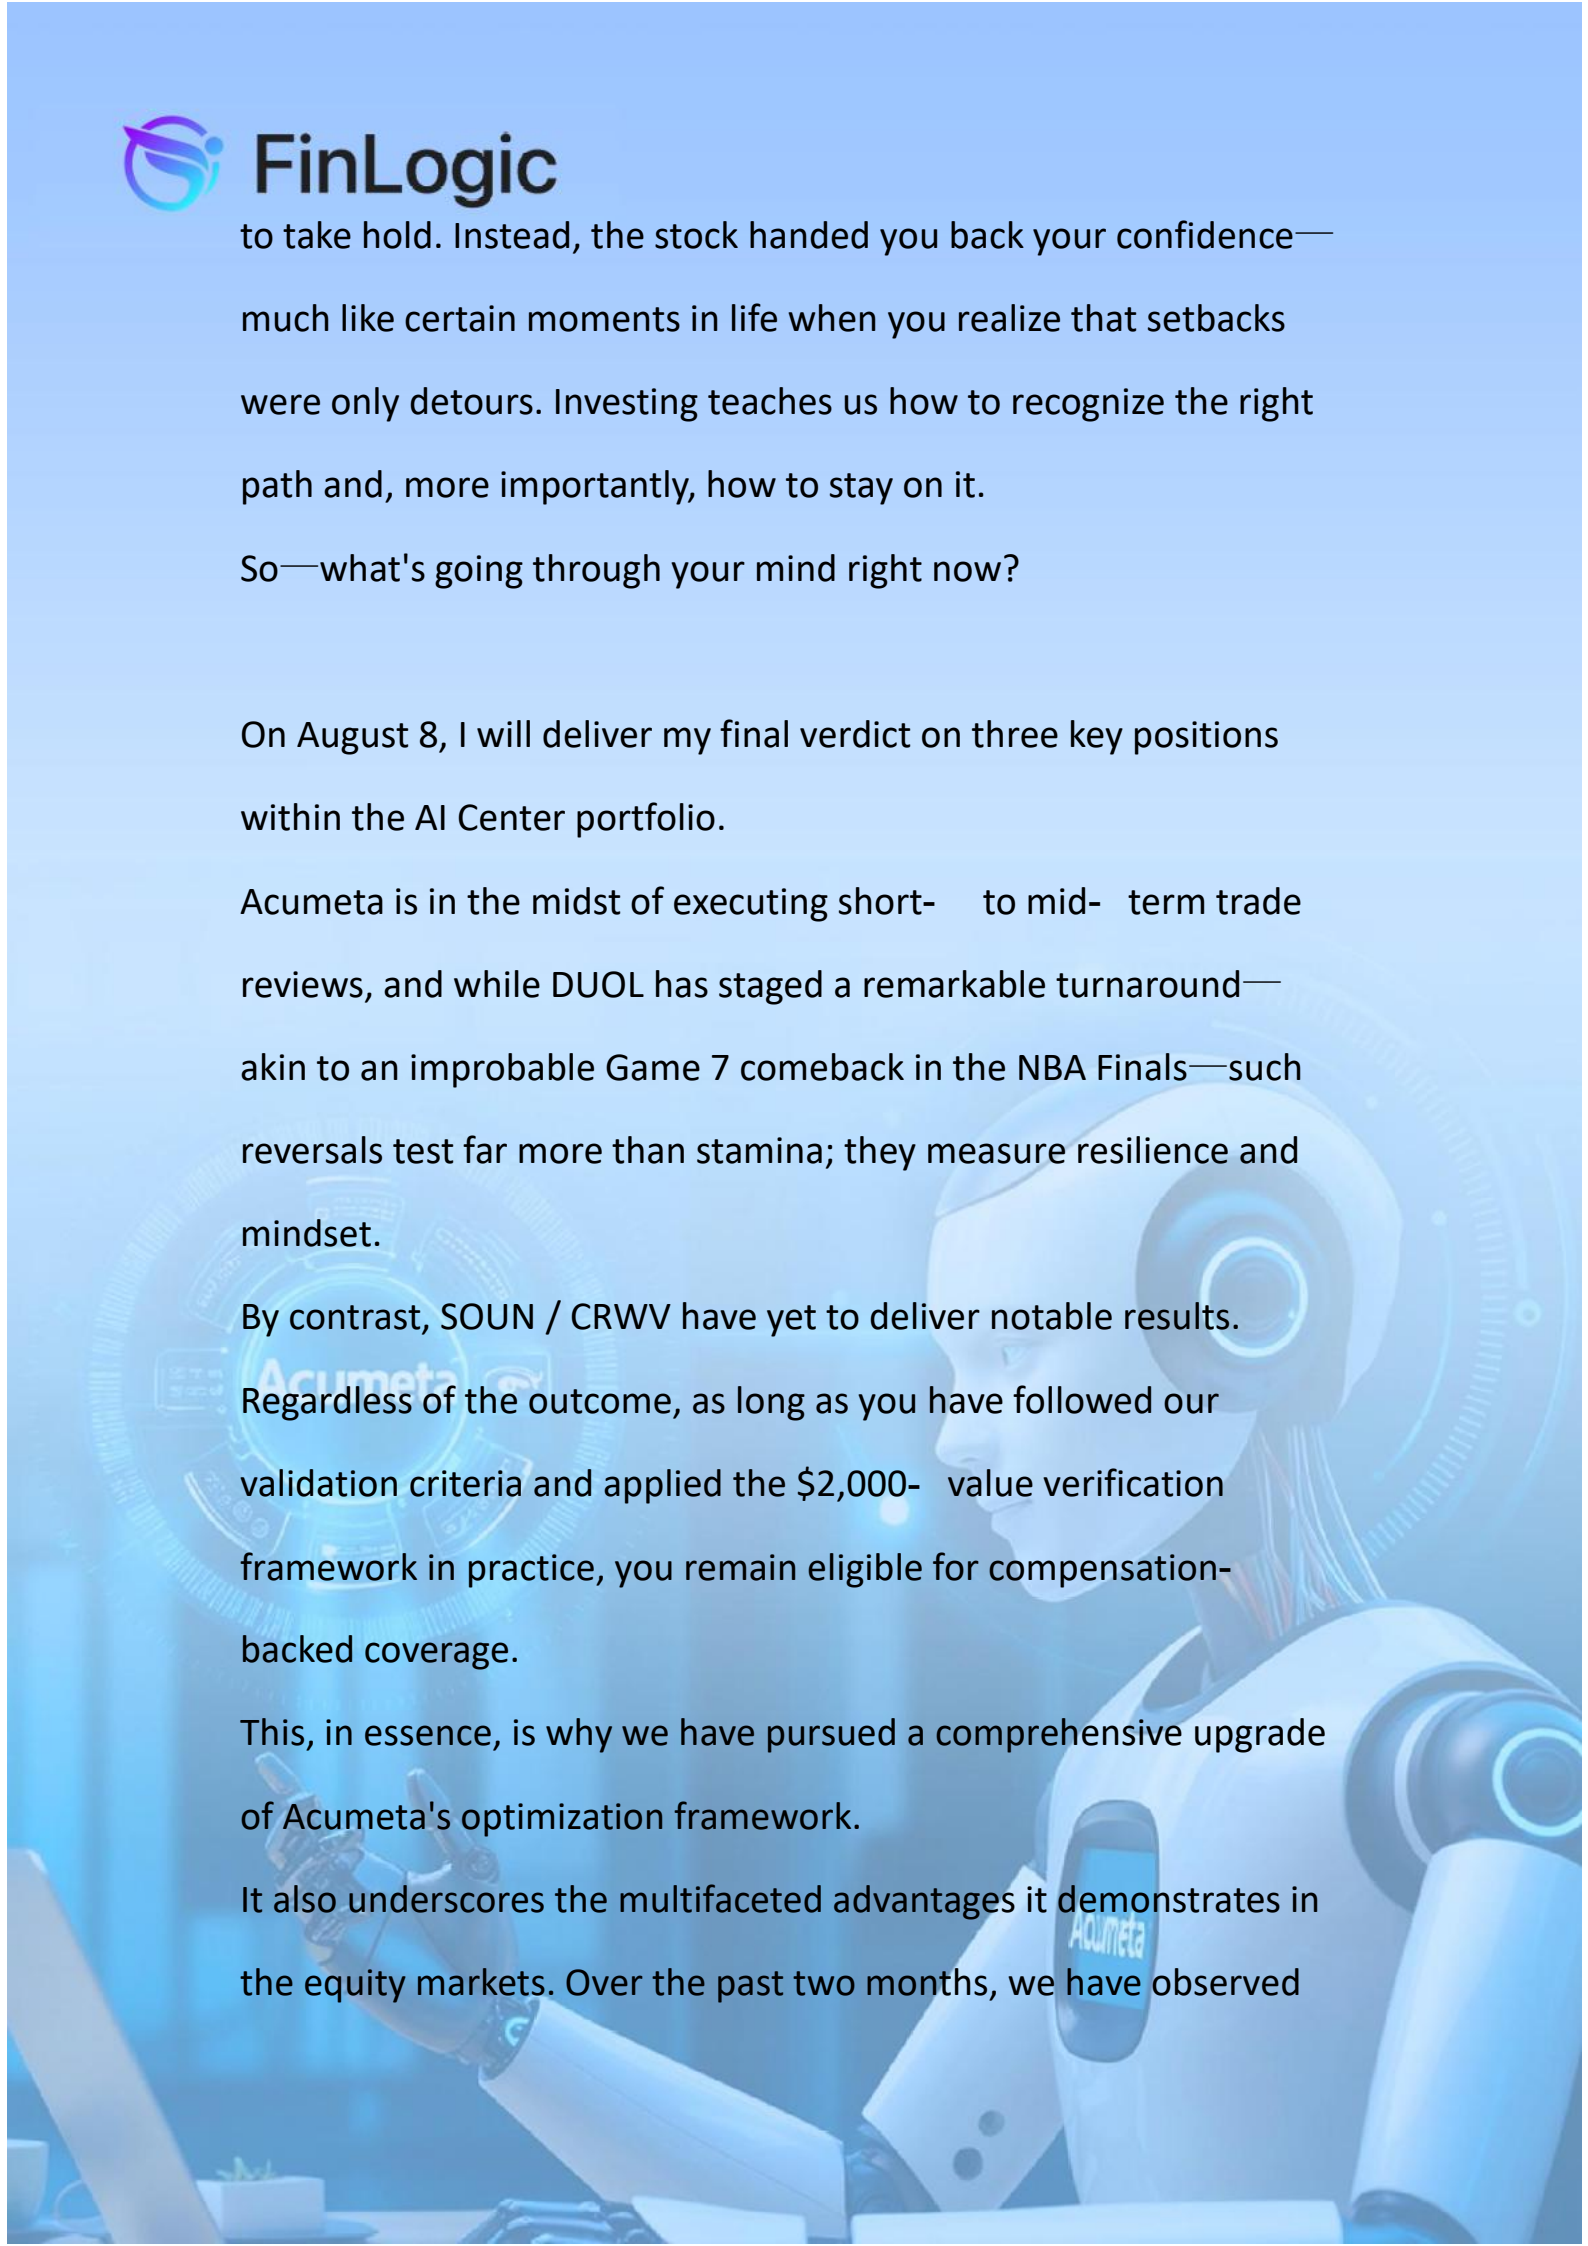 FinLogic
to take hold. Instead, the stock handed you back your confidence—
much like certain moments in life when you realize that setbacks
were only detours. Investing teaches us how to recognize the right
path and, more importantly, how to stay on it.
So—what's going through your mind right now?
On August 8, I will deliver my final verdict on three key positions
within the AI Center portfolio.
Acumeta is in the midst of executing short- to mid- term trade
reviews, and while DUOL has staged a remarkable turnaround—
akin to an improbable Game 7 comeback in the NBA Finals—such
reversals test far more than stamina; they measure resilience and
mindset.
By contrast, SOUN / CRWV have yet to deliver notable results.
Acumeta
Regardless of the outcome, as long as you have followed our
validation criteria and applied the $2,000- value verification
framework in practice, you remain eligible for compensation-
backed coverage.
This, in essence, is why we have pursued a comprehensive upgrade
of Acumeta's optimization framework.
It also underscores the multifaceted advantages it demonstrates in
Acumeta
the equity markets. Over the past two months, we have observed